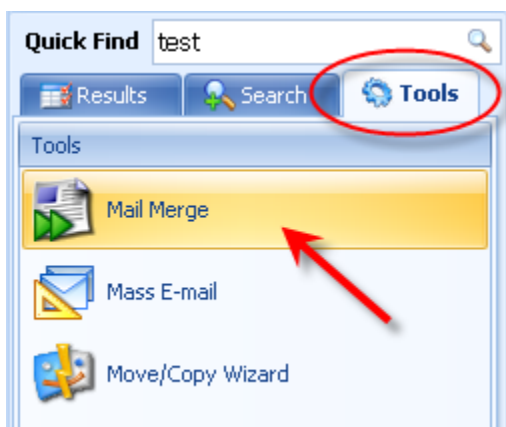 Quick Find test
Results Search Tools
Tools
Mail Merge
Mass E-mail
Move/Copy Wizard